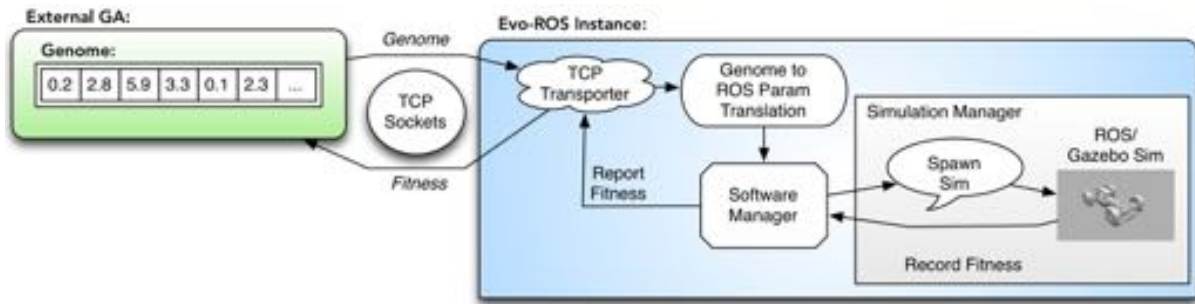 External GA:
Genome:
0.2 2.8 5.9 3.3 0.1 2.3 ...
Genome
TCP
Sockets
Fitness
Evo-ROS Instance:
TCP
Transporter
Genome to
ROS Param
Translation
Report
Fitness
Software
Manager
Simulation Manager
Spawn
Sim
ROS/
Gazebo Sim
Record Fitness